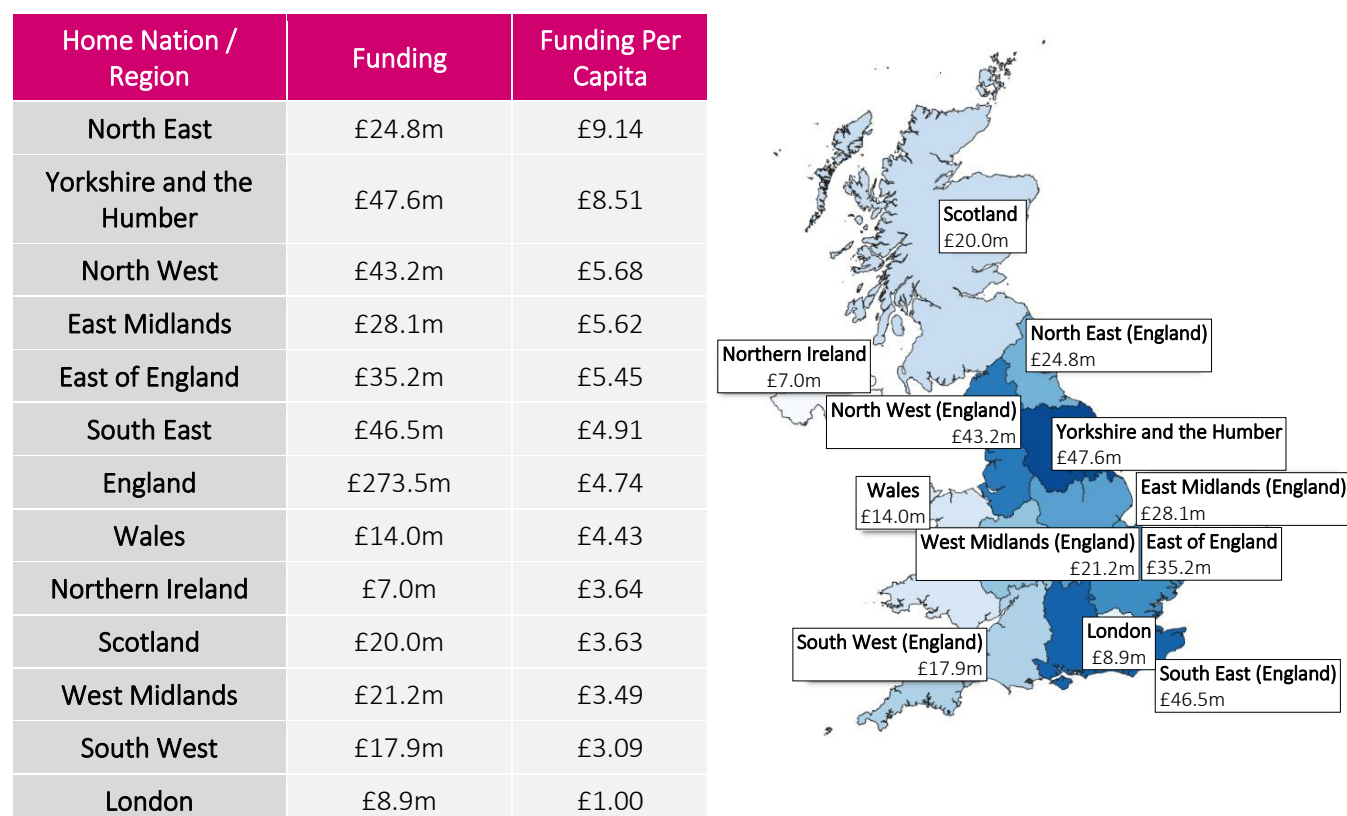 Home Nation /
Region
Funding
Funding Per
Capita
North East
£24.8m
£9.14
Yorkshire and the
Humber
£47.6m
£8.51
North West
£43.2m
£5.68
East Midlands
£28.1m
£5.62
East of England
£35.2m
£5.45
South East
£46.5m
£4.91
England
£273.5m
£4.74
Wales
£14.0m
£4.43
Northern Ireland
£7.0m
£3.64
Scotland
£20.0m
£3.63
West Midlands
£21.2m
£3.49
South West
£17.9m
£3.09
London
£8.9m
£1.00
Scotland
£20.0m
North East (England)
£24.8m
Northern Ireland
£7.0m
North West (England)
£43.2m
Yorkshire and the Humber
£47.6m
Wales
£14.0m
East Midlands (England)
£28.1m
West Midlands (England)
£21.2m
East of England
£35.2m
South West (England)
£17.9m
London
£8.9m
South East (England)
£46.5m